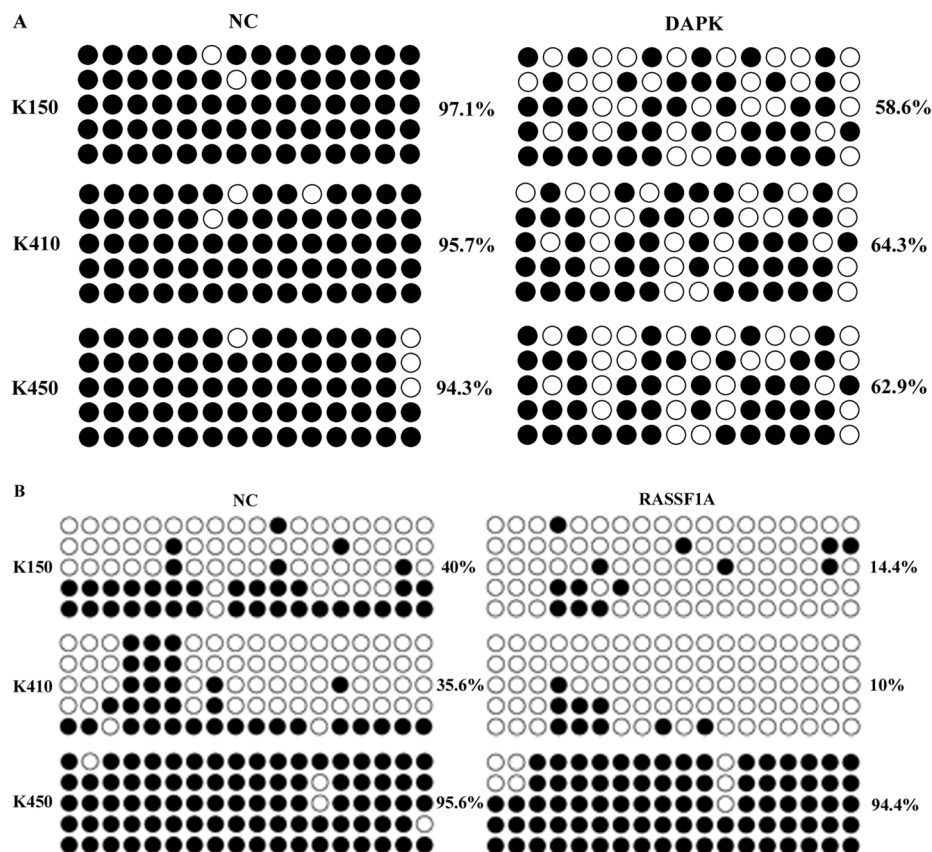 A
NC
DAPK
K150
97.1%
58.6%
K410
95.7%
64.3%
K450
94.3%
62.9%
B
NC
RASSF1A
K150
40%
14.4%
K410
35.6%
10%
K450
95.6%
94.4%